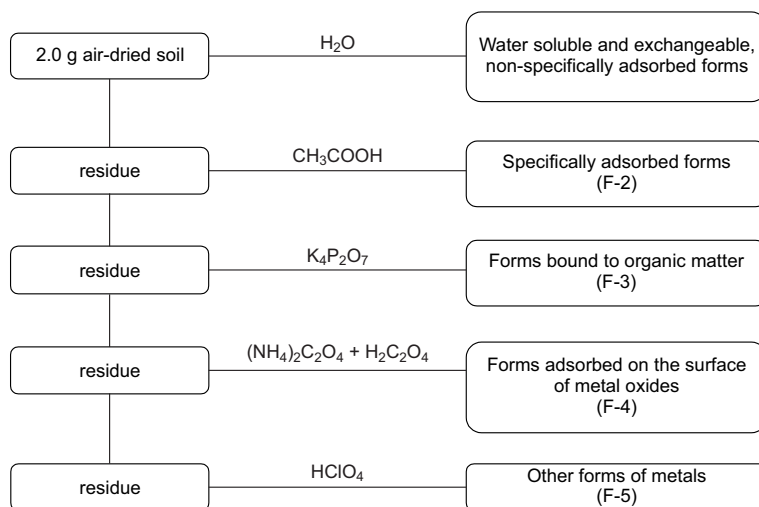 2.0 g air-dried soil
H₂O
Water soluble and exchangeable,
non-specifically adsorbed forms
residue
CH₃COOH
Specifically adsorbed forms
(F-2)
residue
K₄P₂O₇
Forms bound to organic matter
(F-3)
residue
(NH₄)₂C₂O₄ + H₂C₂O₄
Forms adsorbed on the surface
of metal oxides
(F-4)
residue
HClO₄
Other forms of metals
(F-5)